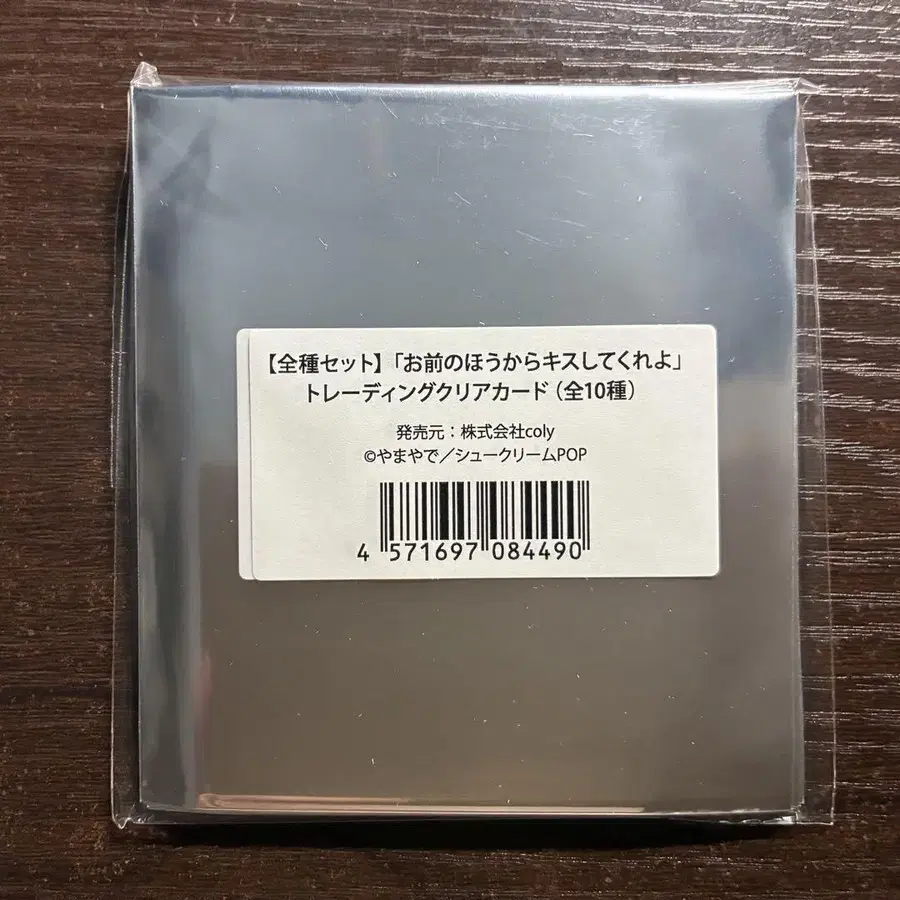 【全種セット】「お前のほうからキスしてくれよ」
トレーディングクリアカード（全10種）
発売元：株式会社coly
©やまやで／シュークリームPOP
4 571697 084490